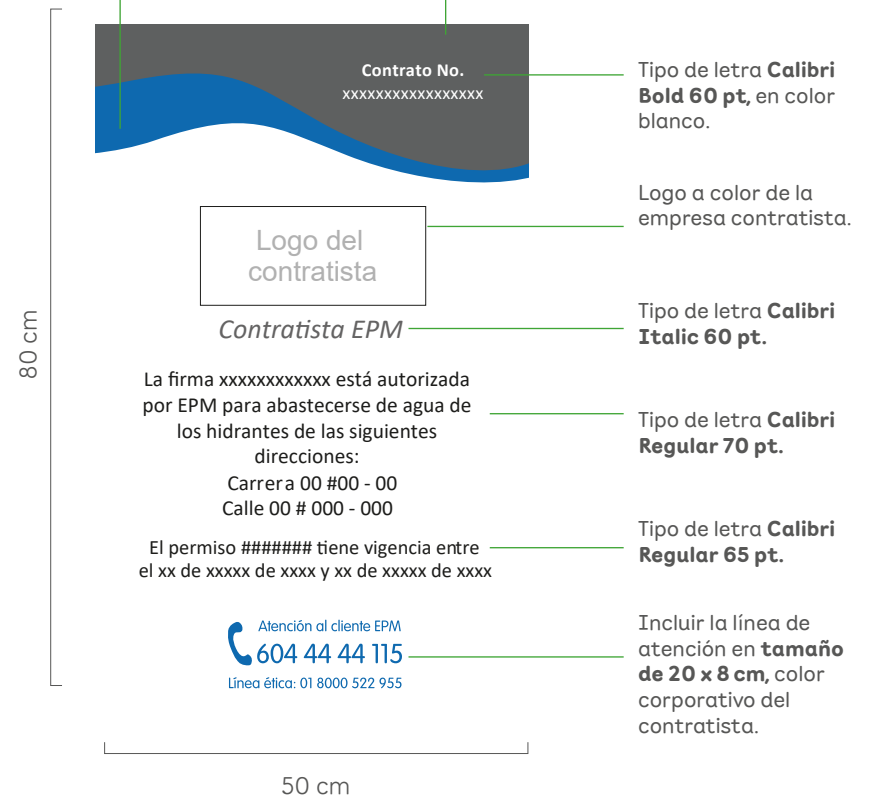 Contrato No.
xxxxxxxxxxxxxxxxx
Tipo de letra Calibri
Bold 60 pt, en color
blanco.
Logo a color de la
empresa contratista.
Logo del
contratista
Contratista EPM
Tipo de letra Calibri
Italic 60 pt.
80 cm
La firma xxxxxxxxxxxx está autorizada
por EPM para abastecerse de agua de
los hidrantes de las siguientes
direcciones:
Carrera 00 #00 - 00
Calle 00 # 000 - 000
Tipo de letra Calibri
Regular 70 pt.
El permiso ####### tiene vigencia entre
el xx de xxxxx de xxxx y xx de xxxxx de xxxx
Tipo de letra Calibri
Regular 65 pt.
Atención al cliente EPM
604 44 44 115
Línea ética: 01 8000 522 955
Incluir la línea de
atención en tamaño
de 20 x 8 cm, color
corporativo del
contratista.
50 cm